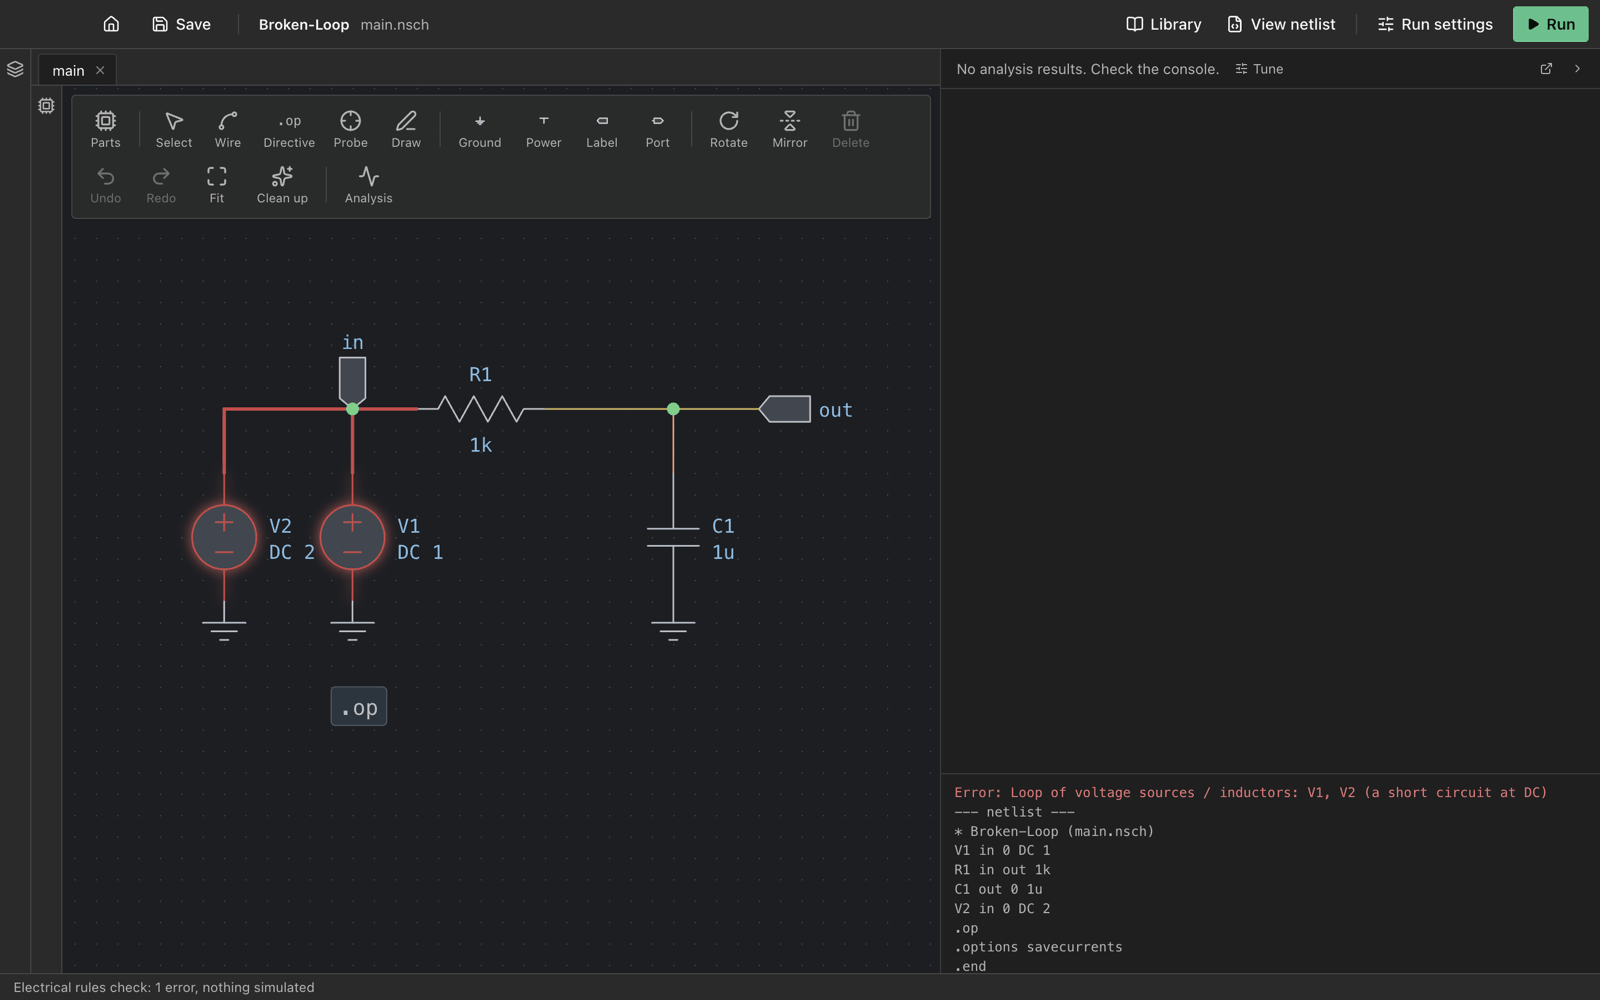 Save
Broken-Loop main.nsch
Library
View netlist
Run settings
Run
main
No analysis results. Check the console.
Tune
Parts
Select
Wire
.op
Directive
Probe
Draw
Ground
Power
Label
Port
Rotate
Mirror
Delete
Undo
Redo
Fit
Clean up
Analysis
in
R1
1k
out
V2
DC 2
V1
DC 1
C1
1u
.op
Error: Loop of voltage sources / inductors: V1, V2 (a short circuit at DC)
--- netlist ---
* Broken-Loop (main.nsch)
V1 in 0 DC 1
R1 in out 1k
C1 out 0 1u
V2 in 0 DC 2
.op
.options savecurrents
.end
Electrical rules check: 1 error, nothing simulated